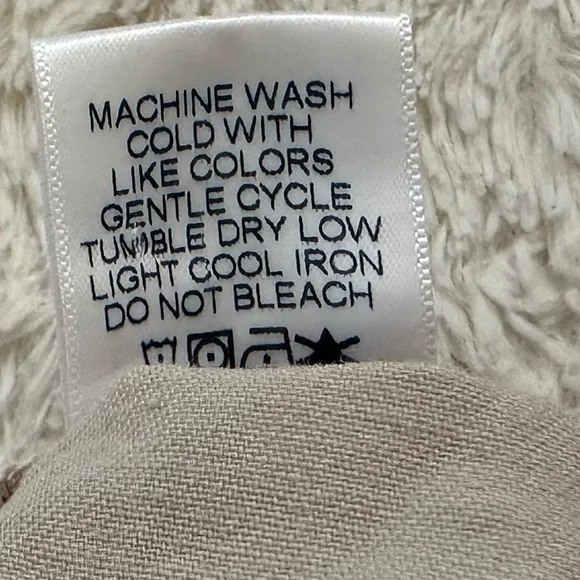 MACHINE WASH
COLD WITH
LIKE COLORS
GENTLE CYCLE
TUMBLE DRY LOW
LIGHT COOL IRON
DO NOT BLEACH